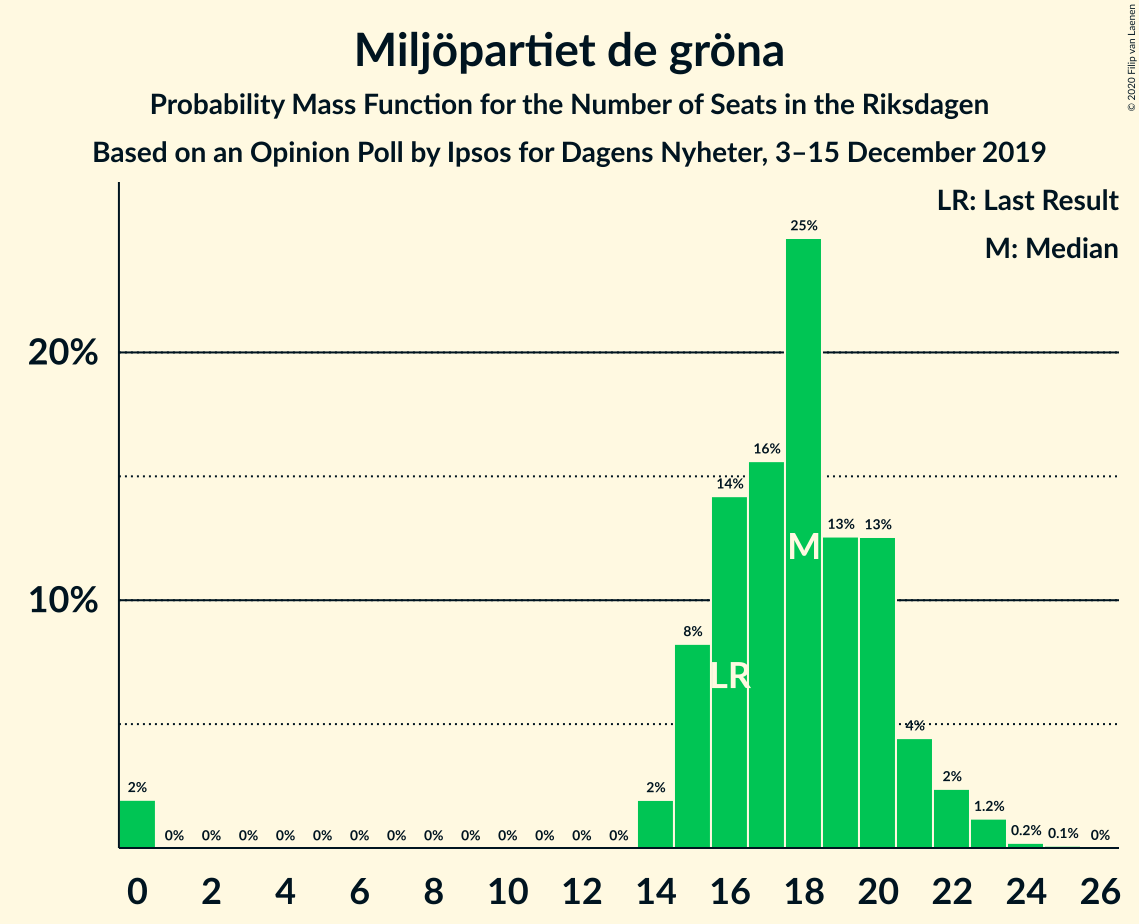 Miljöpartiet de gröna
Probability Mass Function for the Number of Seats in the Riksdagen
Based on an Opinion Poll by Ipsos for Dagens Nyheter, 3–15 December 2019
© 2020 Filip van Laenen
LR: Last Result
M: Median
20%
10%
2% 0% 0% 0% 0% 0% 0% 0% 0% 0% 0% 0% 0% 0% 2% 8% 14% 16% 25% 13% 13% 4% 2% 1.2% 0.2% 0.1% 0%
LR
M
0 2 4 6 8 10 12 14 16 18 20 22 24 26